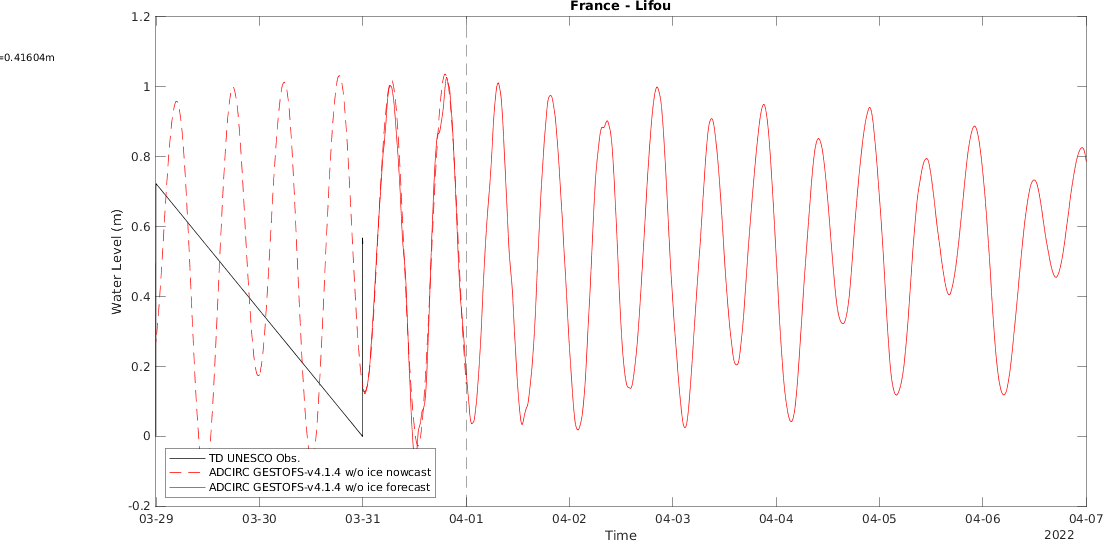 France - Lifou
=0.41604m
1.2
1
0.8
0.6
0.4
0.2
0
-0.2
Water Level (m)
TD UNESCO Obs.
ADCIRC GESTOFS-v4.1.4 w/o ice nowcast
ADCIRC GESTOFS-v4.1.4 w/o ice forecast
03-29 03-30 03-31 04-01 04-02 04-03 04-04 04-05 04-06 04-07
Time
2022